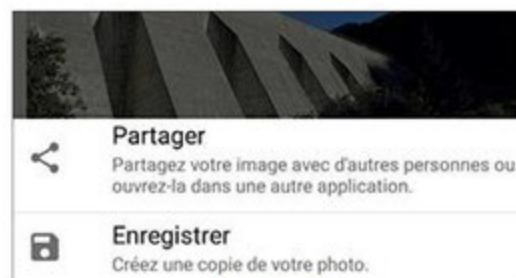 Partager
Partagez votre image avec d'autres personnes ou
ouvrez-la dans une autre application.
Enregistrer
Créez une copie de votre photo.